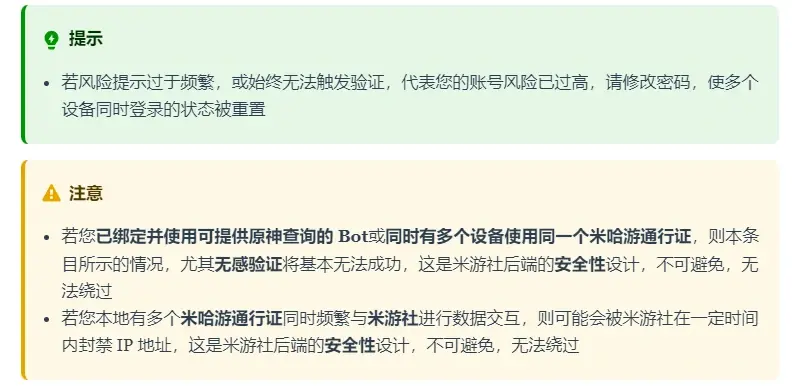 提示
若风险提示过于频繁，或始终无法触发验证，代表您的账号风险已过高，请修改密码，使多个
设备同时登录的状态被重置
注意
若您已绑定并使用可提供原神查询的 Bot或同时有多个设备使用同一个米哈游通行证，则本条
目所示的情况，尤其无感验证将基本无法成功，这是米游社后端的安全性设计，不可避免，无
法绕过
若您本地有多个米哈游通行证同时频繁与米游社进行数据交互，则可能会被米游社在一定时间
内封禁 IP 地址，这是米游社后端的安全性设计，不可避免，无法绕过